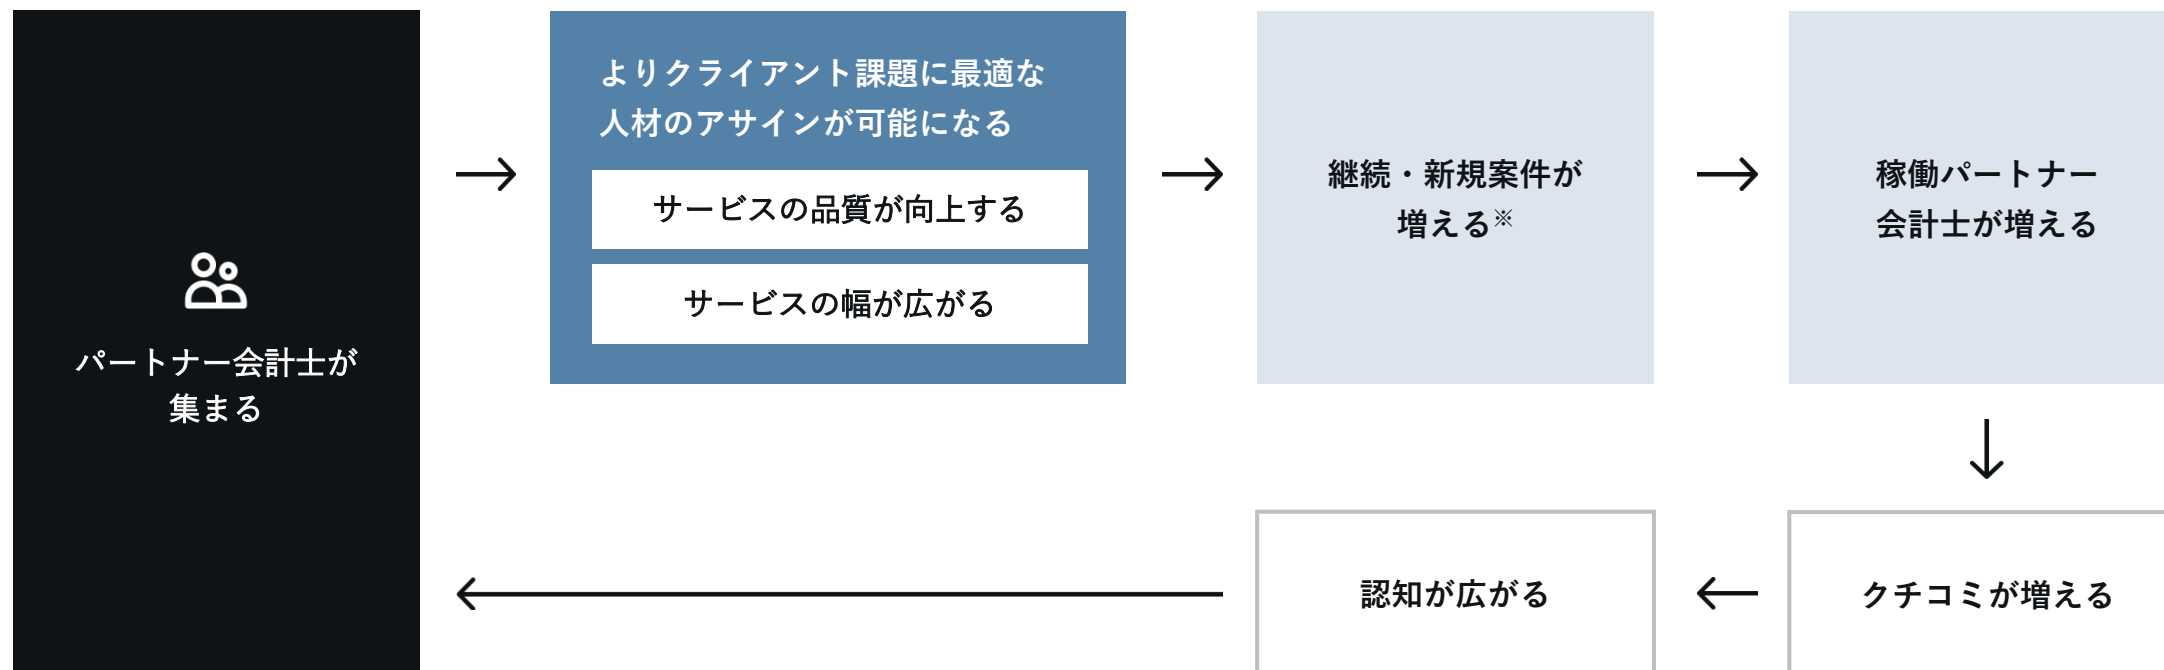 パートナー会計士が
集まる
よりクライアント課題に最適な
人材のアサインが可能になる
サービスの品質が向上する
サービスの幅が広がる
継続・新規案件が
増える※
稼働パートナー
会計士が増える
クチコミが増える
認知が広がる